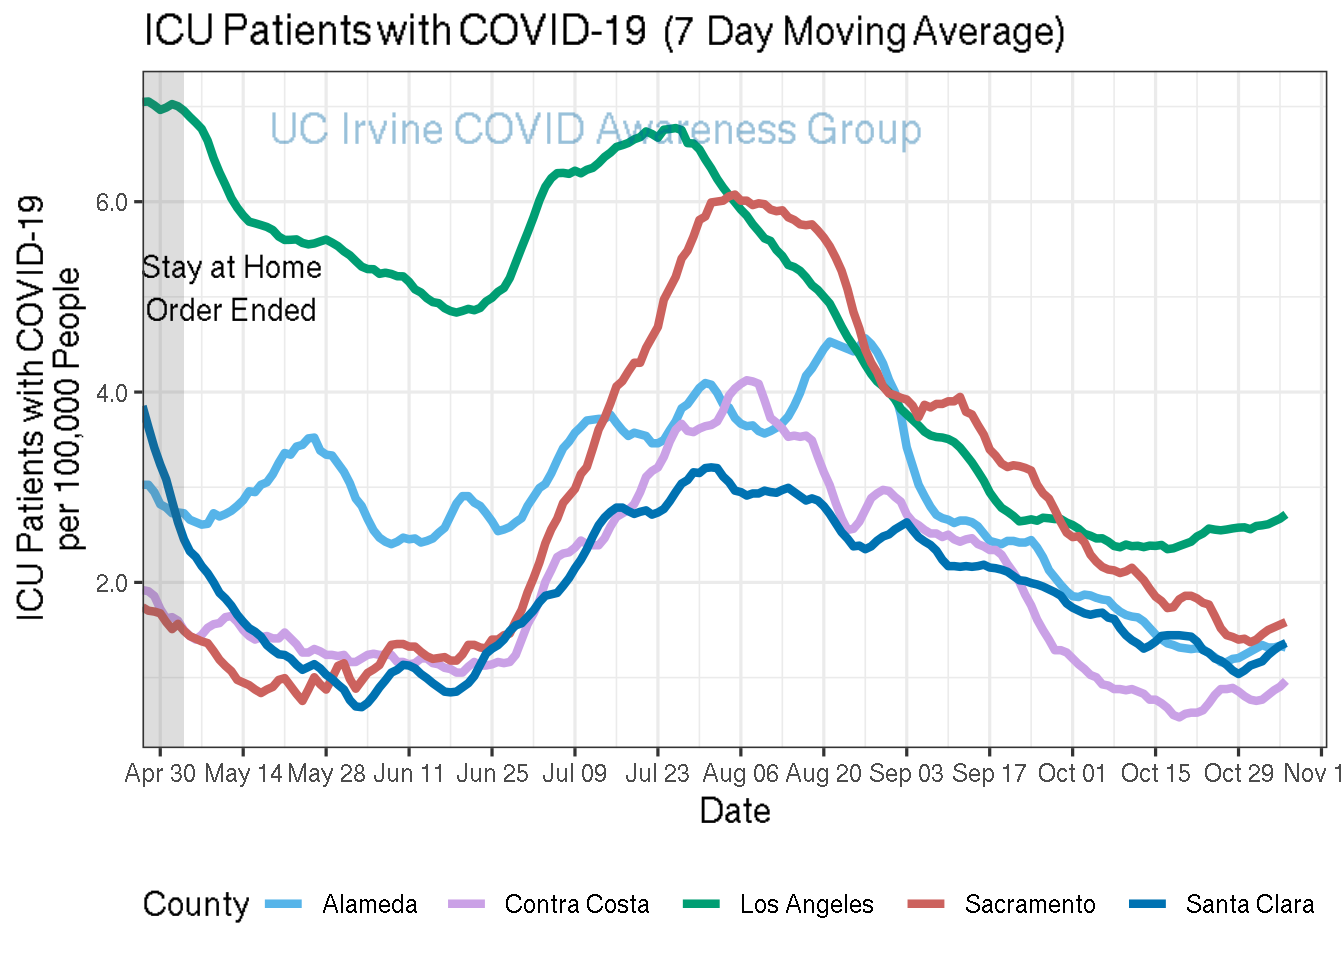 ICU Patients with COVID-19 (7 Day Moving Average)
UC Irvine COVID Awareness Group
ICU Patients with COVID-19
per 100,000 People
6.0
4.0
2.0
Stay at Home
Order Ended
Apr 30 May 14 May 28 Jun 11 Jun 25 Jul 09 Jul 23 Aug 06 Aug 20 Sep 03 Sep 17 Oct 01 Oct 15 Oct 29 Nov 1
Date
County Alameda Contra Costa Los Angeles Sacramento Santa Clara